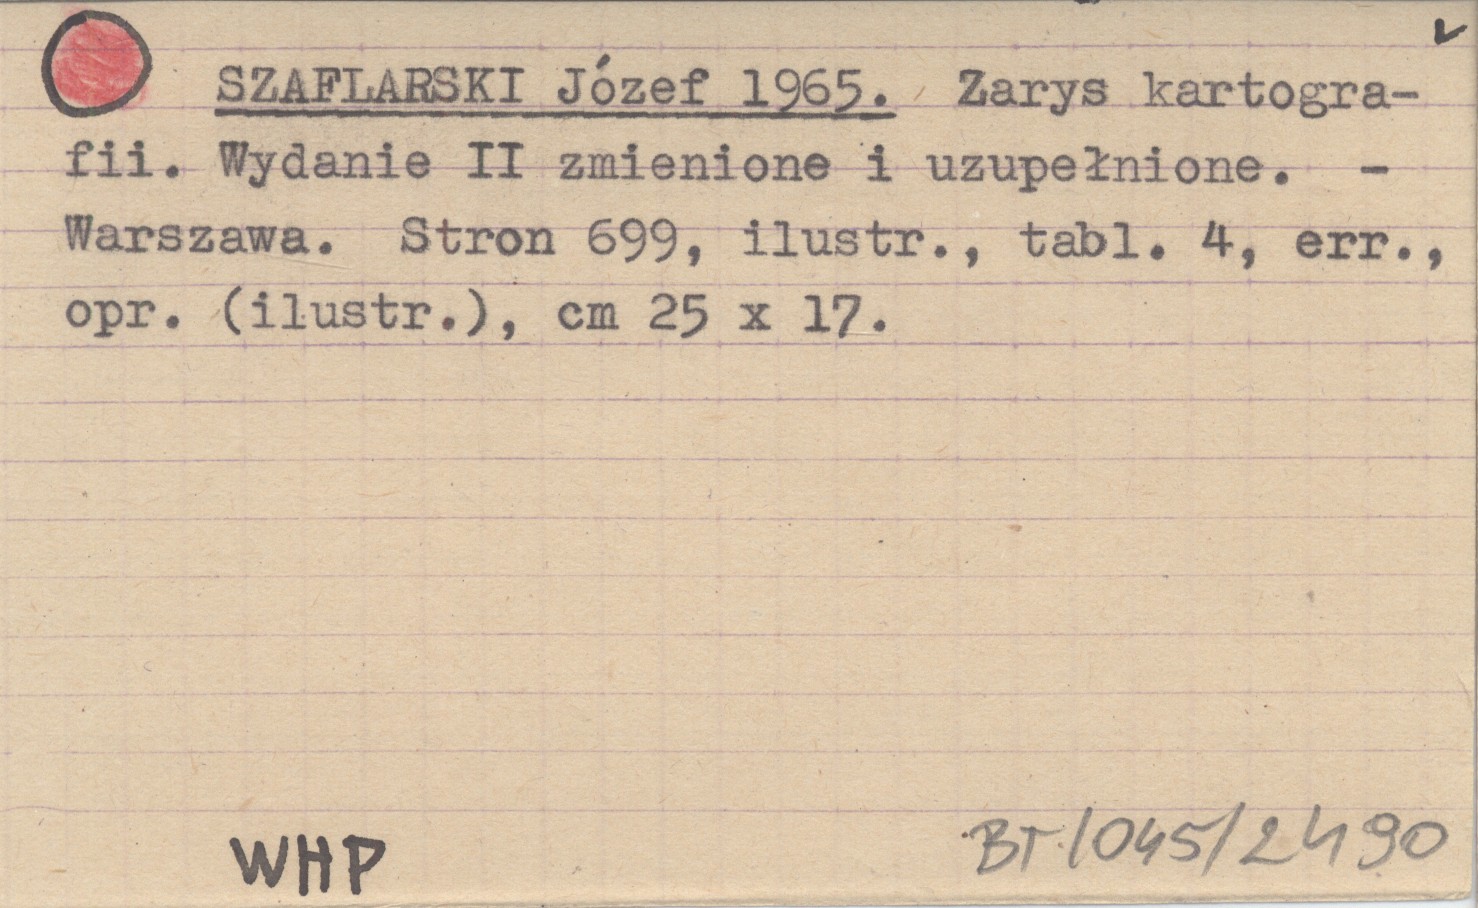 SZAFLARSKI Józef 1965. Zarys kartogra-
fii. Wydanie II zmienione i uzupełnione. -
Warszawa. Stron 699, ilustr., tabl. 4, err.,
opr. (ilustr.), cm 25 x 17.
WHP
BT/045/2490